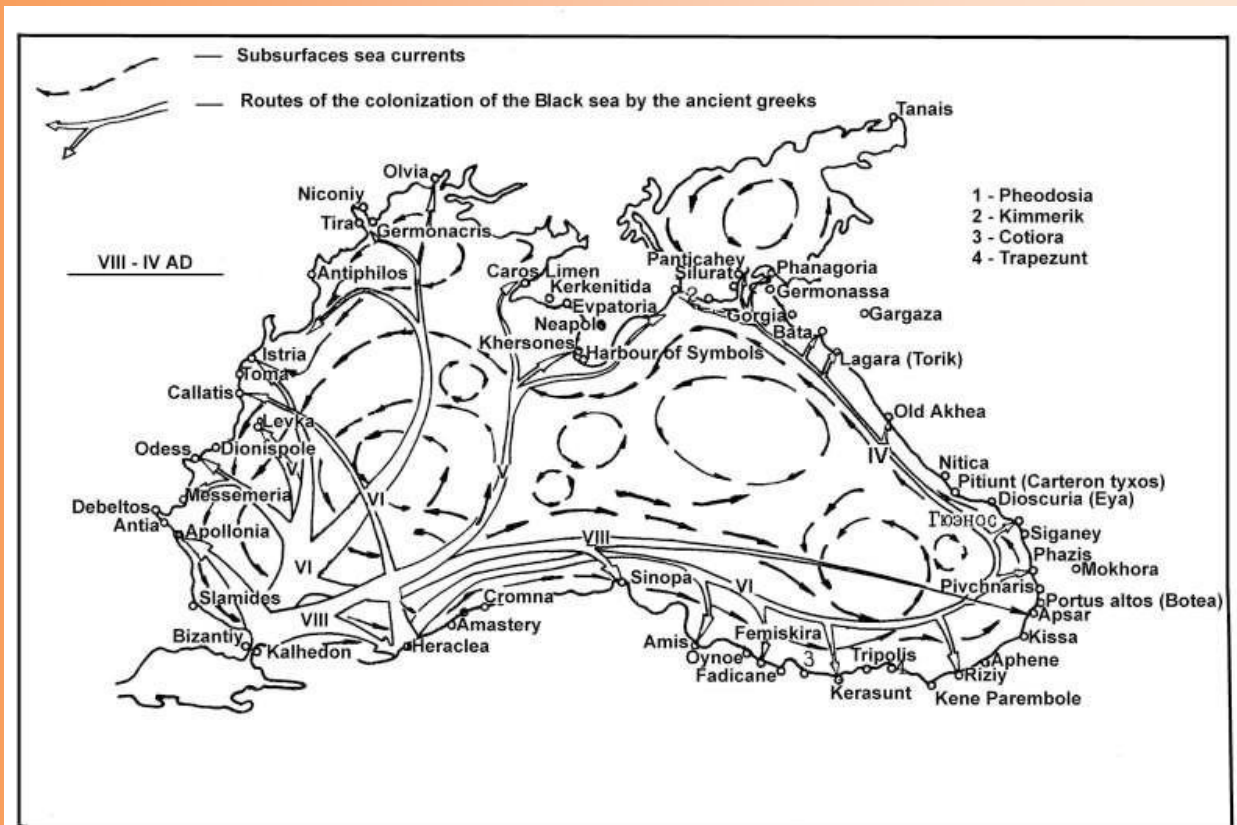 — Subsurfaces sea currents
— Routes of the colonization of the Black sea by the ancient greeks
VIII - IV AD
1 - Pheodosia
2 - Kimmerik
3 - Cotiora
4 - Trapezunt
Tanais
Olvia
Niconiy
Tira
Germonacris
Antiphilos
Panticahey
Silurato
Phanagoria
Germonassa
Gorgia
Gargaza
Bata
Lagara (Torik)
2
Caros Limen
Kerkenitida
Evpatoria
Neapole
Khersones
Harbour of Symbols
Istria
Toma
Callatis
Levka
Odess
Dionispole
V
VI
V
Old Akhea
IV
Nitica
Pitiunt (Carteron tyxos)
Dioscuria (Eya)
Гюэнос
Siganey
Phazis
Mokhora
Messemeria
Debeltos
Antia
Apollonia
VI
VIII
VI
Slamides
VIII
Sinopa
Cromna
Amastery
Heraclea
Bizantiy
Kalhedon
Pivchnaris
Portus altos (Botea)
Apsar
Kissa
Amis
Oynoe
Femiskira
Fadicane
3
Tripolis
4
Kerasunt
Aphene
Riziy
Kene Parembole